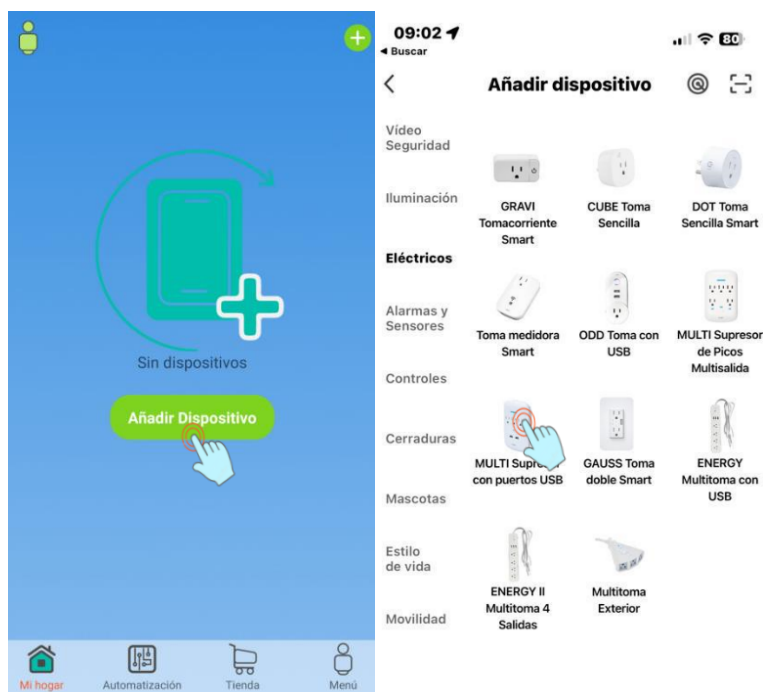 Sin dispositivos
Añadir Dispositivo
Mi hogar
Automatización
Tienda
Menú
09:02
80
◄ Buscar
Añadir dispositivo
Vídeo
Seguridad
Iluminación
Eléctricos
Alarmas y
Sensores
Controles
Cerraduras
Mascotas
Estilo
de vida
Movilidad
GRAVI
Tomacorriente
Smart
CUBE Toma
Sencilla
DOT Toma
Sencilla Smart
Toma medidora
Smart
ODD Toma con
USB
MULTI Supresor
de Picos
Multisalida
MULTI Supresor
con puertos USB
GAUSS Toma
doble Smart
ENERGY
Multitoma con
USB
ENERGY II
Multitoma 4
Salidas
Multitoma
Exterior